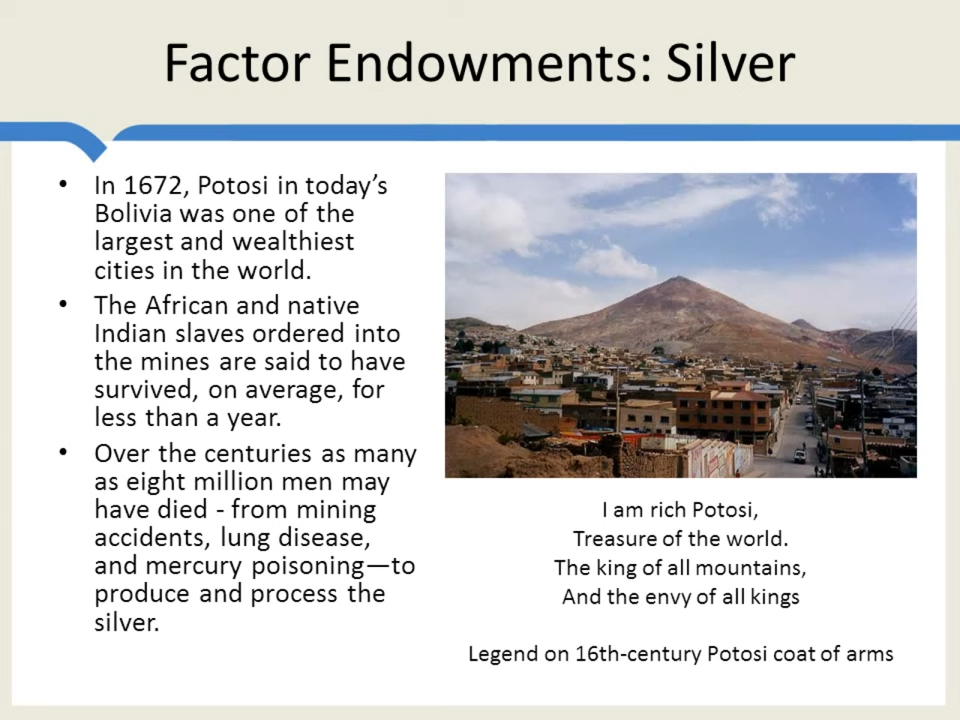 Factor Endowments: Silver
• In 1672, Potosi in today’s
Bolivia was one of the
largest and wealthiest
cities in the world.
• The African and native
Indian slaves ordered into
the mines are said to have
survived, on average, for
less than a year.
• Over the centuries as many
as eight million men may
have died - from mining
accidents, lung disease,
and mercury poisoning—to
produce and process the
silver.
I am rich Potosi,
Treasure of the world.
The king of all mountains,
And the envy of all kings
Legend on 16th-century Potosi coat of arms